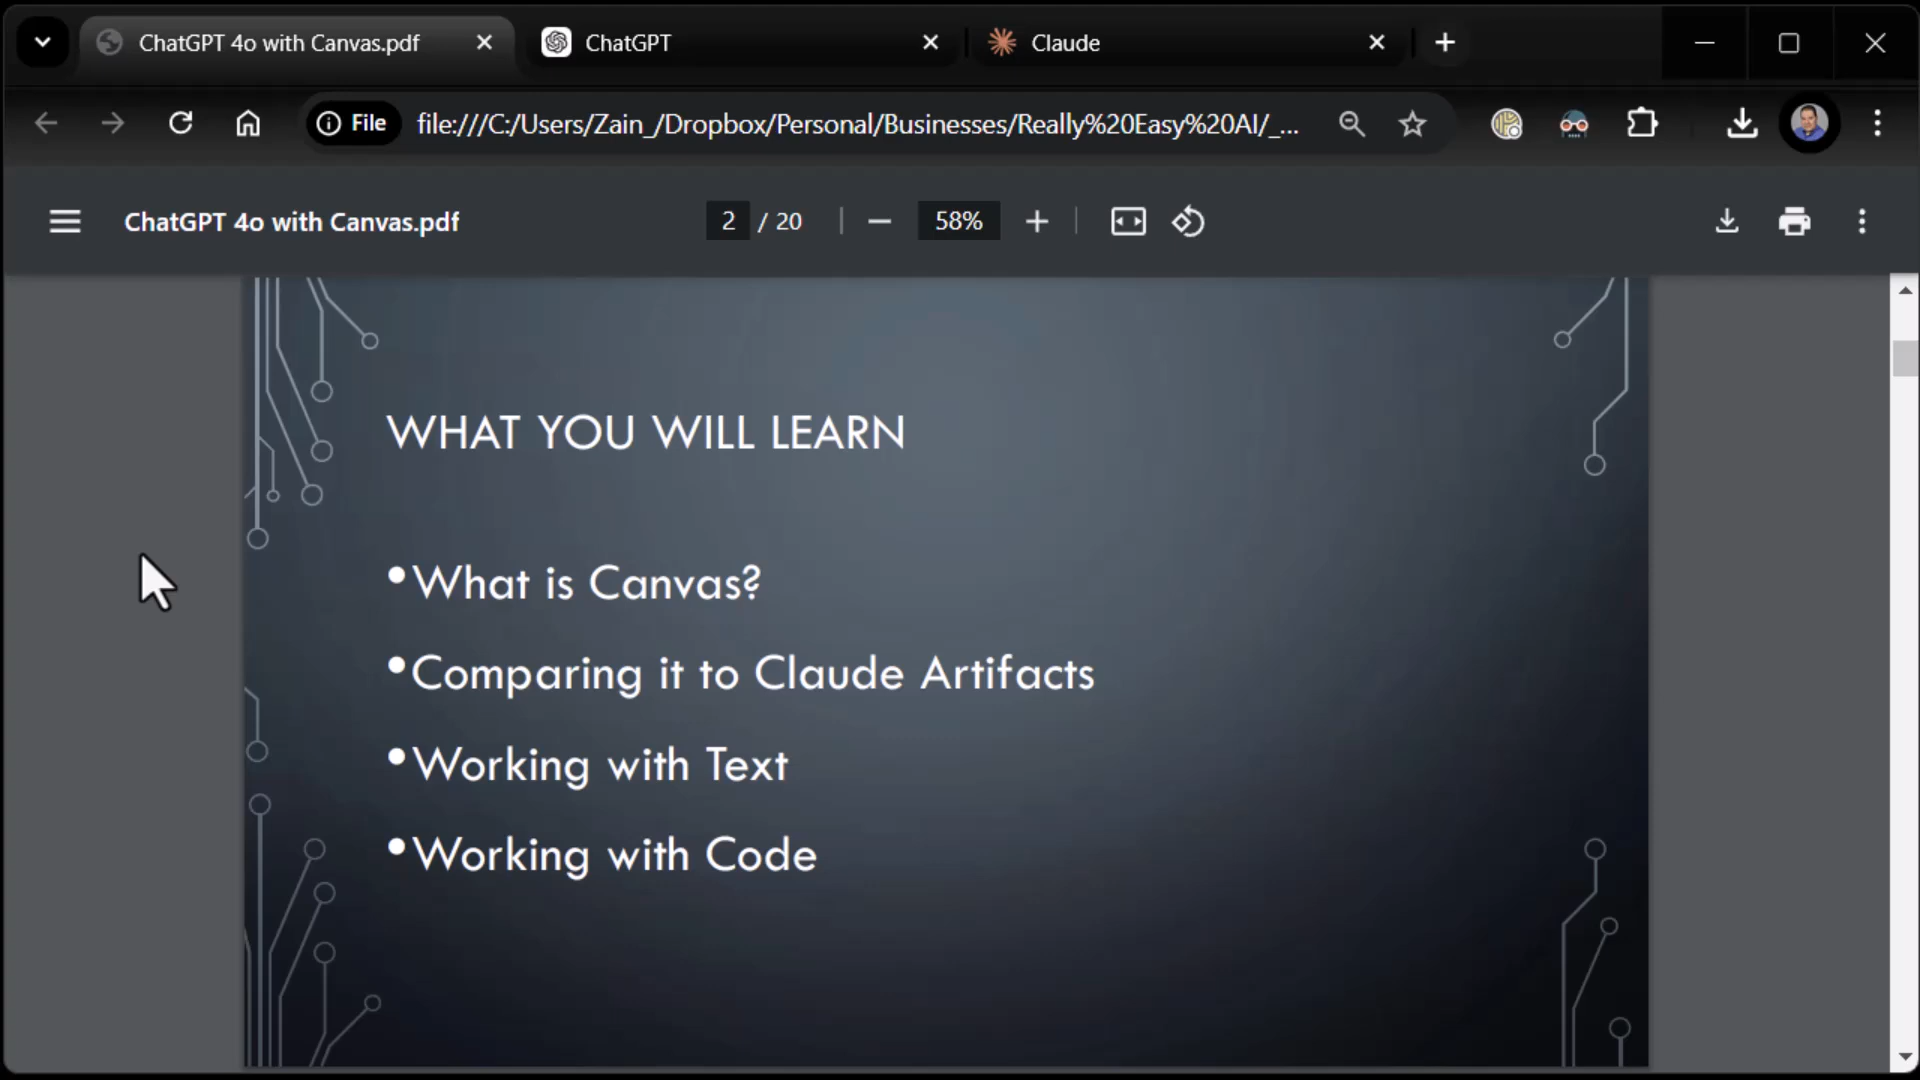 ChatGPT 4o with Canvas.pdf
ChatGPT
Claude
File
file:///C:/Users/Zain_/Dropbox/Personal/Businesses/Really%20Easy%20AI/_...
ChatGPT 4o with Canvas.pdf
2 / 20
58%
WHAT YOU WILL LEARN
•What is Canvas?
•Comparing it to Claude Artifacts
•Working with Text
•Working with Code